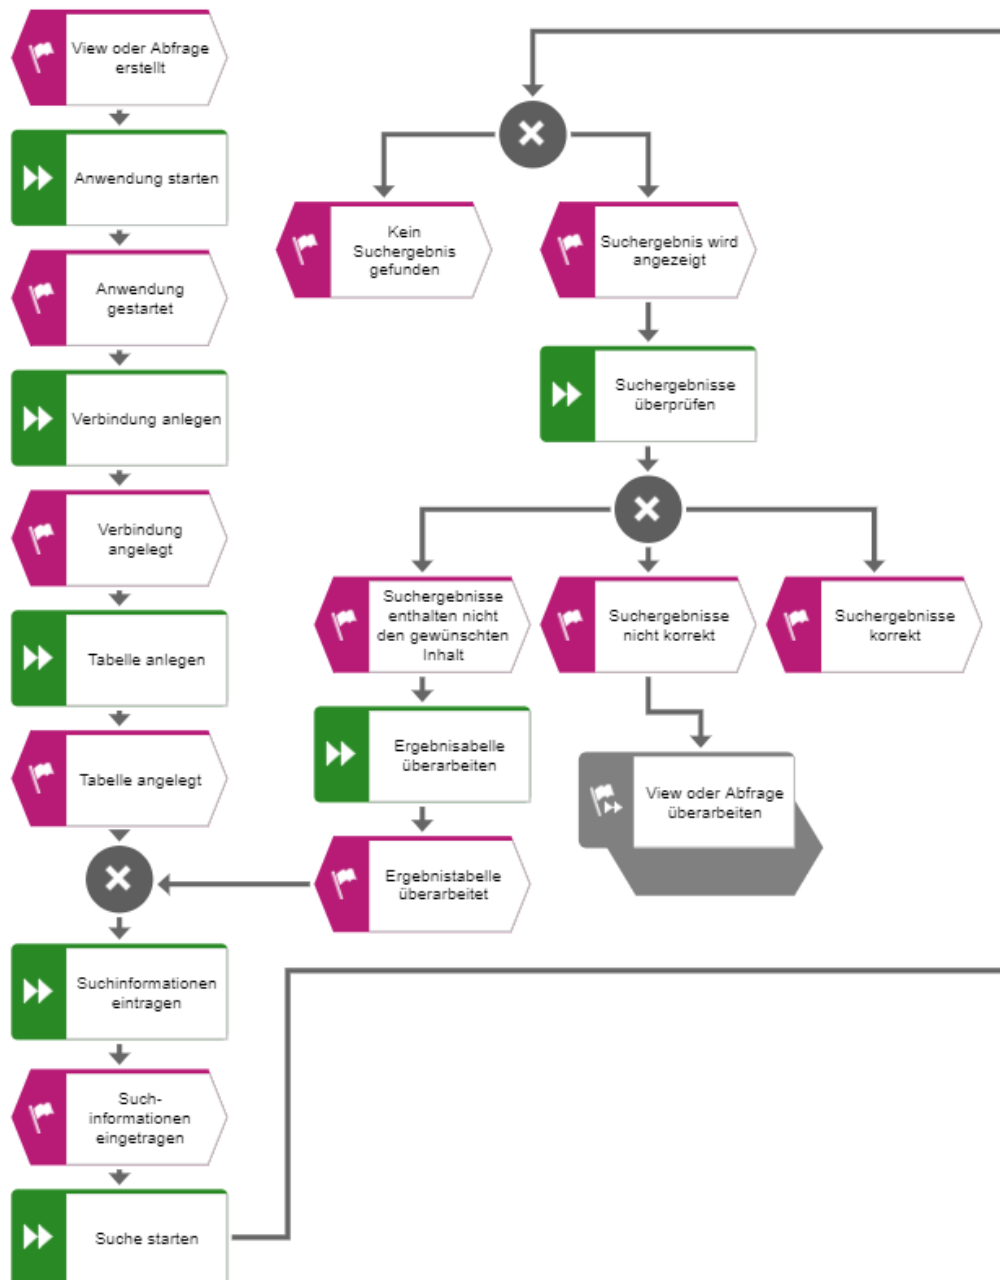 View oder Abfrage
erstellt
Anwendung starten
Anwendung
gestartet
Verbindung anlegen
Verbindung
angelegt
Tabelle anlegen
Tabelle angelegt
Suchinformationen
eintragen
Such-
informationen
eingetragen
Suche starten
Kein
Suchergebnis
gefunden
Suchergebnis wird
angezeigt
Suchergebnisse
überprüfen
Suchergebnisse
enthalten nicht
den gewünschten
Inhalt
Suchergebnisse
nicht korrekt
Suchergebnisse
korrekt
Ergebnisabelle
überarbeiten
View oder Abfrage
überarbeiten
Ergebnistabelle
überarbeitet